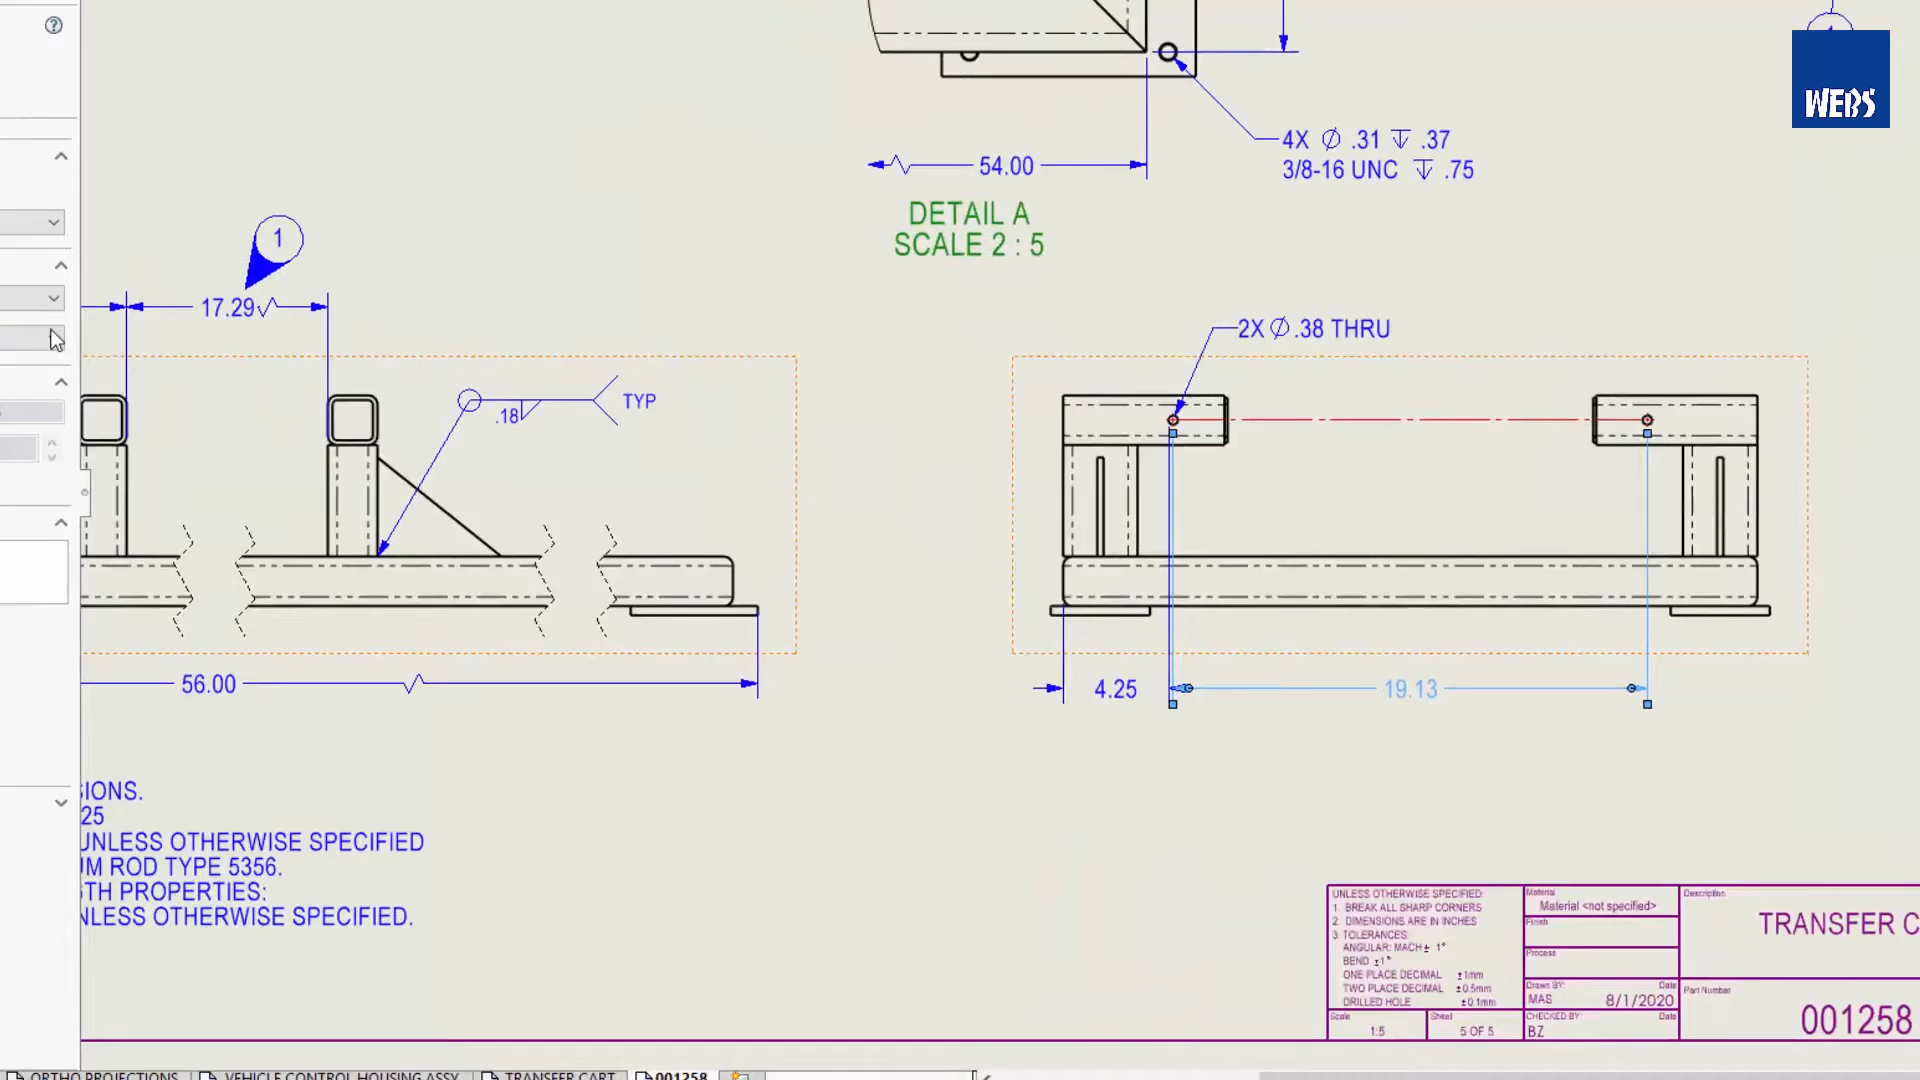 WEBS
4X Ø .31 ↧ .37
3/8-16 UNC ↧ .75
54.00
DETAIL A
SCALE 2 : 5
1
17.29
2X Ø .38 THRU
.18
TYP
56.00
4.25
19.13
IONS.
25
UNLESS OTHERWISE SPECIFIED
M ROD TYPE 5356.
TH PROPERTIES:
NLESS OTHERWISE SPECIFIED.
UNLESS OTHERWISE SPECIFIED:
1. BREAK ALL SHARP CORNERS
2. DIMENSIONS ARE IN INCHES
3. TOLERANCES:
ANGULAR: MACH ± 1°
BEND ±1°
ONE PLACE DECIMAL ±1mm
TWO PLACE DECIMAL ±0.5mm
DRILLED HOLE ±0.1mm
Scale
1:5
Sheet
5 OF 5
Material
Material <not specified>
Finish
Process
Drawn BY: Date
MAS 8/1/2020
CHECKED BY: Date
BZ
Description
TRANSFER C
Part Number
001258
ORTHO PROJECTIONS
VEHICLE CONTROL HOUSING ASSY
TRANSFER CART
001258